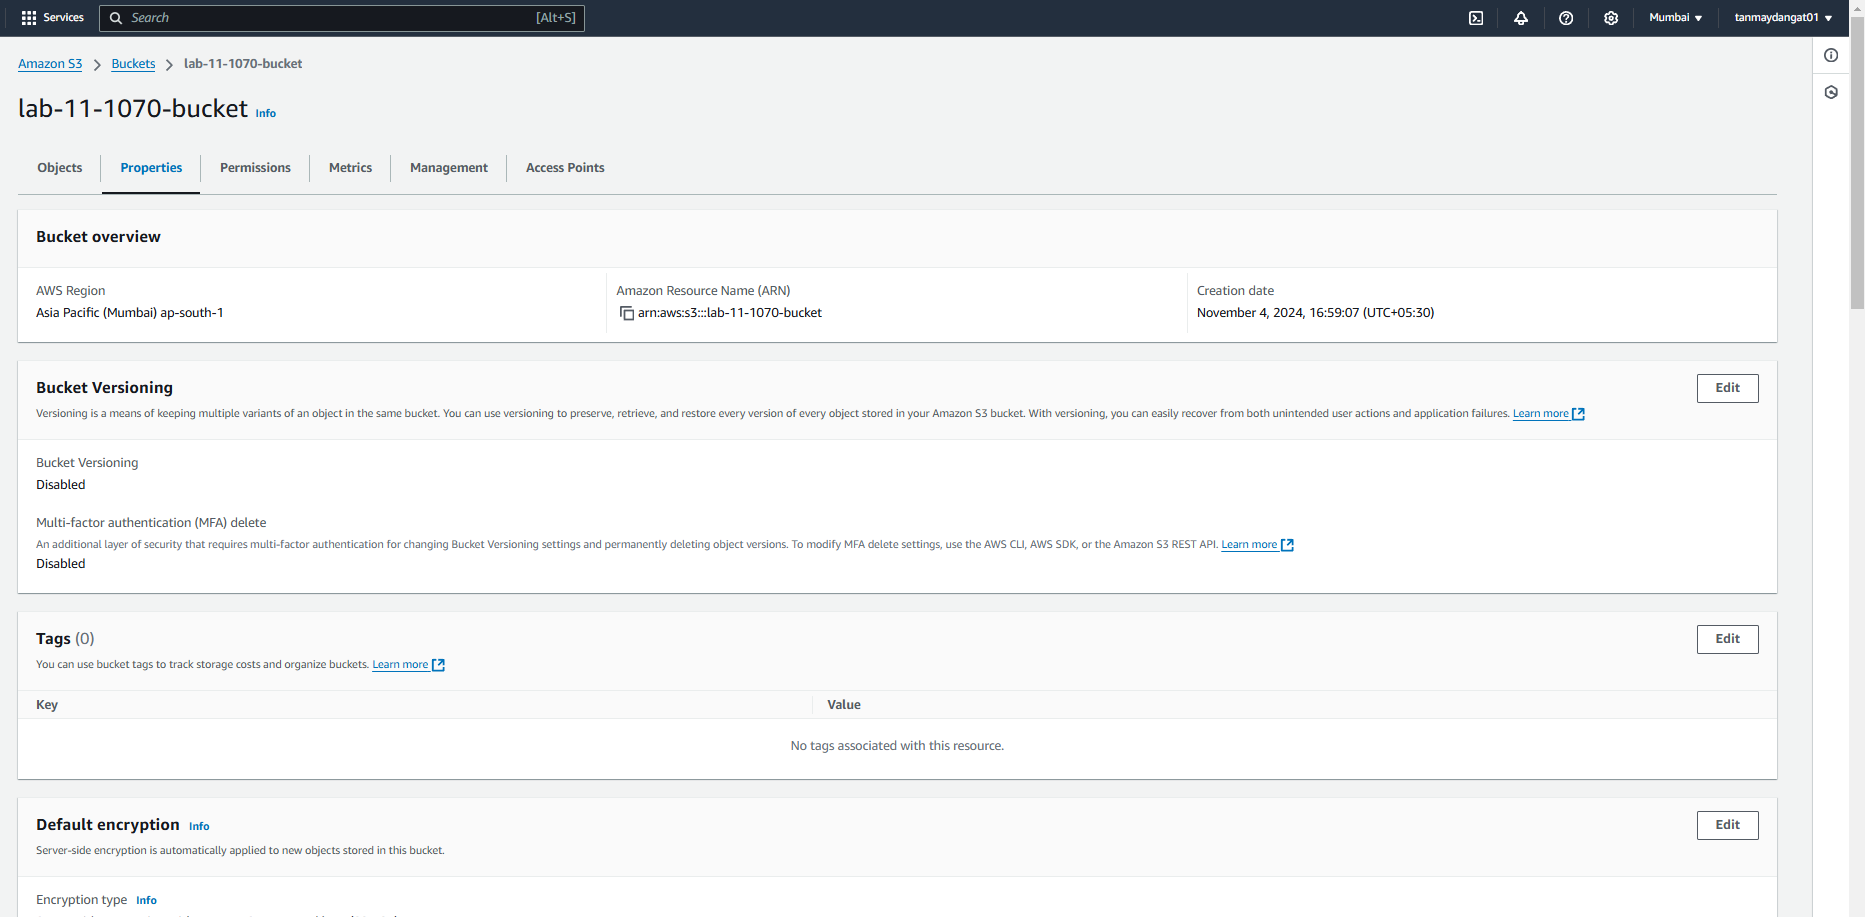 Services Search [Alt+S] Mumbai tanmaydangat01
Amazon S3 Buckets lab-11-1070-bucket
lab-11-1070-bucket Info
Objects Properties Permissions Metrics Management Access Points
Bucket overview
AWS Region Amazon Resource Name (ARN) Creation date
Asia Pacific (Mumbai) ap-south-1 arn:aws:s3:::lab-11-1070-bucket November 4, 2024, 16:59:07 (UTC+05:30)
Bucket Versioning Edit
Versioning is a means of keeping multiple variants of an object in the same bucket. You can use versioning to preserve, retrieve, and restore every version of every object stored in your Amazon S3 bucket. With versioning, you can easily recover from both unintended user actions and application failures. Learn more
Bucket Versioning
Disabled
Multi-factor authentication (MFA) delete
An additional layer of security that requires multi-factor authentication for changing Bucket Versioning settings and permanently deleting object versions. To modify MFA delete settings, use the AWS CLI, AWS SDK, or the Amazon S3 REST API. Learn more
Disabled
Tags (0) Edit
You can use bucket tags to track storage costs and organize buckets. Learn more
Key Value
No tags associated with this resource.
Default encryption Info Edit
Server-side encryption is automatically applied to new objects stored in this bucket.
Encryption type Info